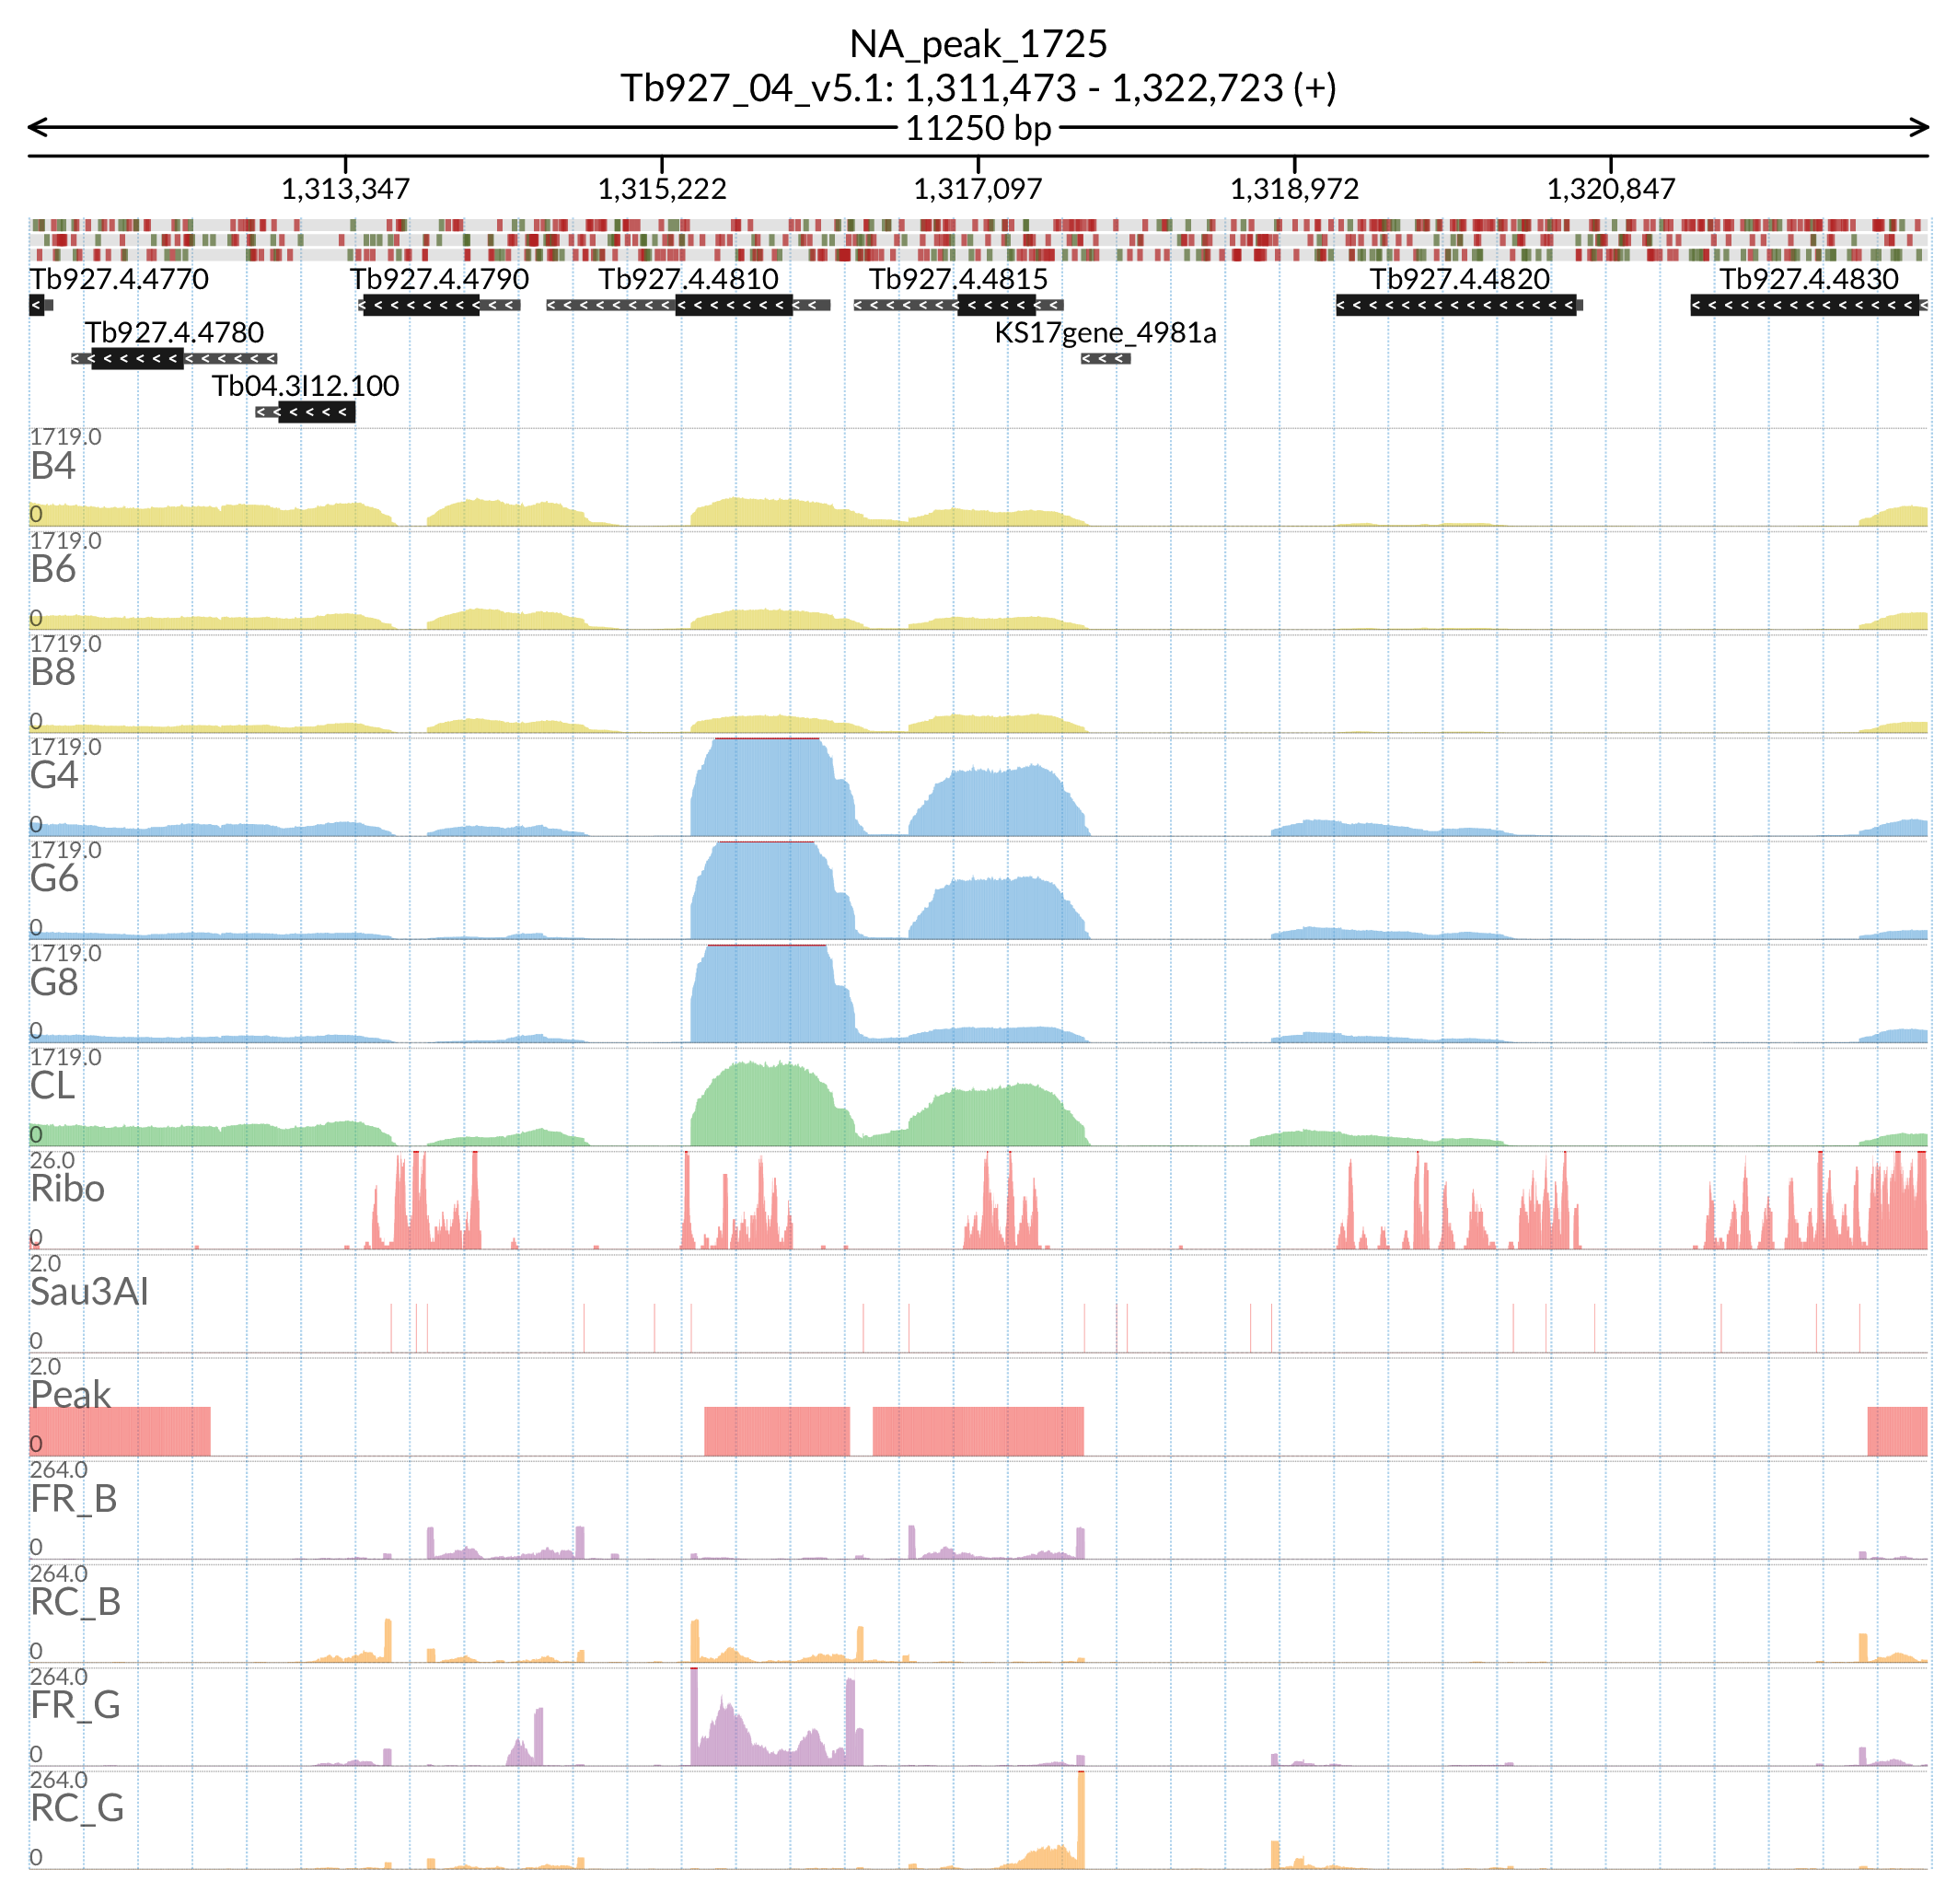 NA_peak_1725
Tb927_04_v5.1: 1,311,473 - 1,322,723 (+)
11250 bp
1,313,347 1,315,222 1,317,097 1,318,972 1,320,847
Tb927.4.4770 Tb927.4.4790 Tb927.4.4810 Tb927.4.4815 Tb927.4.4820 Tb927.4.4830
Tb927.4.4780 KS17gene_4981a
Tb04.3I12.100
1719.0
B4
0
1719.0
B6
0
1719.0
B8
0
1719.0
G4
0
1719.0
G6
0
1719.0
G8
0
1719.0
CL
0
26.0
Ribo
0
2.0
Sau3AI
0
2.0
Peak
0
264.0
FR_B
0
264.0
RC_B
0
264.0
FR_G
0
264.0
RC_G
0